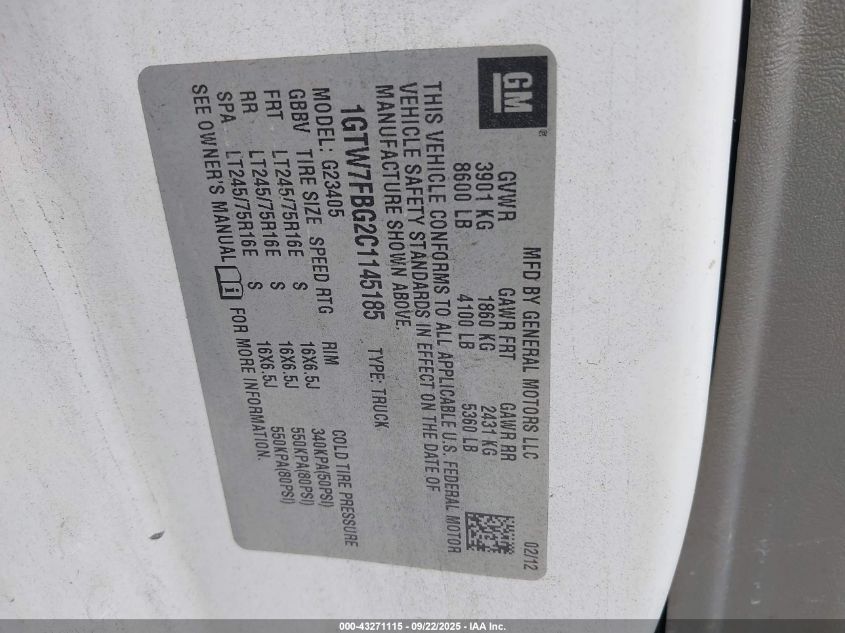 GM
MFD BY GENERAL MOTORS LLC 02/12
GVWR GAWR FRT GAWR RR
3901 KG 1860 KG 2431 KG
8600 LB 4100 LB 5360 LB
THIS VEHICLE CONFORMS TO ALL APPLICABLE U.S. FEDERAL MOTOR
VEHICLE SAFETY STANDARDS IN EFFECT ON THE DATE OF
MANUFACTURE SHOWN ABOVE.
1GTW7FBG2C1145185 TYPE: TRUCK
MODEL: G23405
GBBV TIRE SIZE SPEED RTG RIM COLD TIRE PRESSURE
FRT LT245/75R16E S 16X6.5J 340KPA(50PSI)
RR LT245/75R16E S 16X6.5J 550KPA(80PSI)
SPA LT245/75R16E S 16X6.5J 550KPA(80PSI)
SEE OWNER'S MANUAL i FOR MORE INFORMATION.
000-43271115 - 09/22/2025 - IAA Inc.